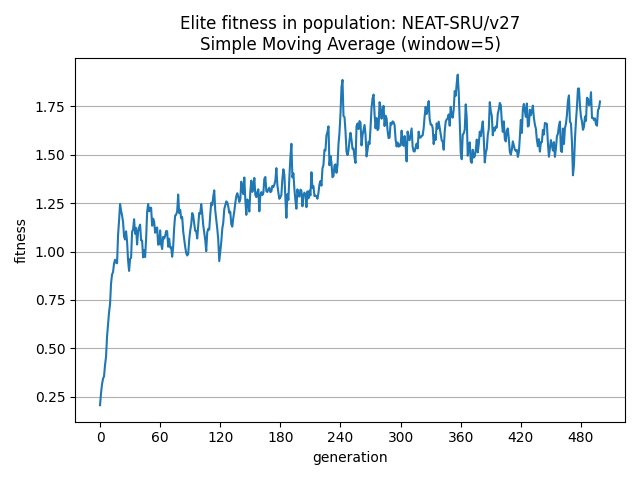 Elite fitness in population: NEAT-SRU/v27
Simple Moving Average (window=5)
fitness
1.75
1.50
1.25
1.00
0.75
0.50
0.25
0 60 120 180 240 300 360 420 480
generation